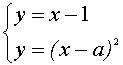 y = x − 1
y = (x − a)²